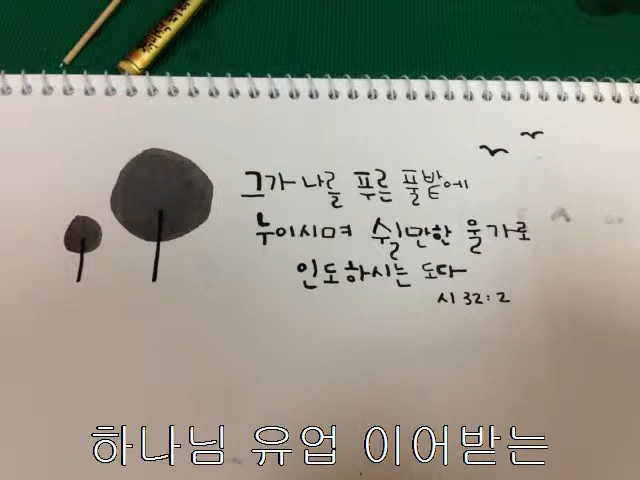 그가 나를 푸른 풀밭에
누이시며 쉴만한 물가로
인도하시는 도다
시 32:2
하나님 유업 이어받는